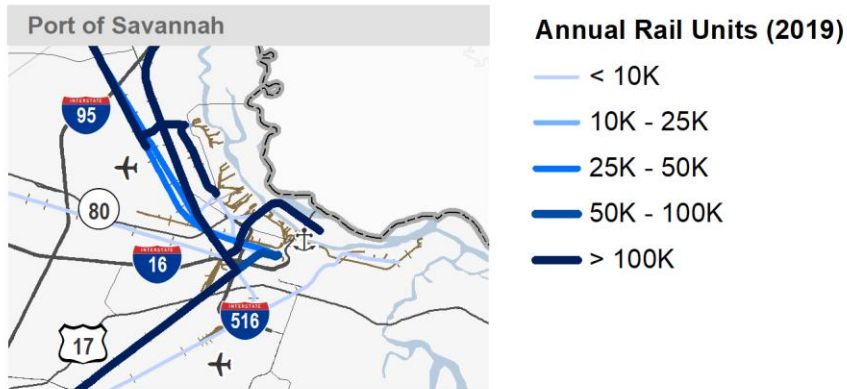 Port of Savannah
INTERSTATE
95
80
INTERSTATE
16
INTERSTATE
516
17
Annual Rail Units (2019)
< 10K
10K - 25K
25K - 50K
50K - 100K
> 100K